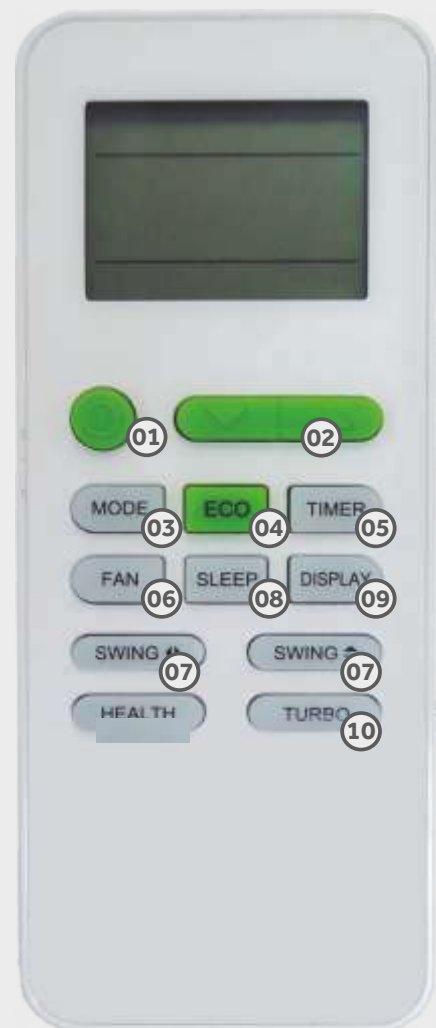 01 02
MODE 03 ECO 04 TIMER 05
FAN 06 SLEEP 08 DISPLAY 09
SWING 07 SWING 07
HEALTH TURBO 10